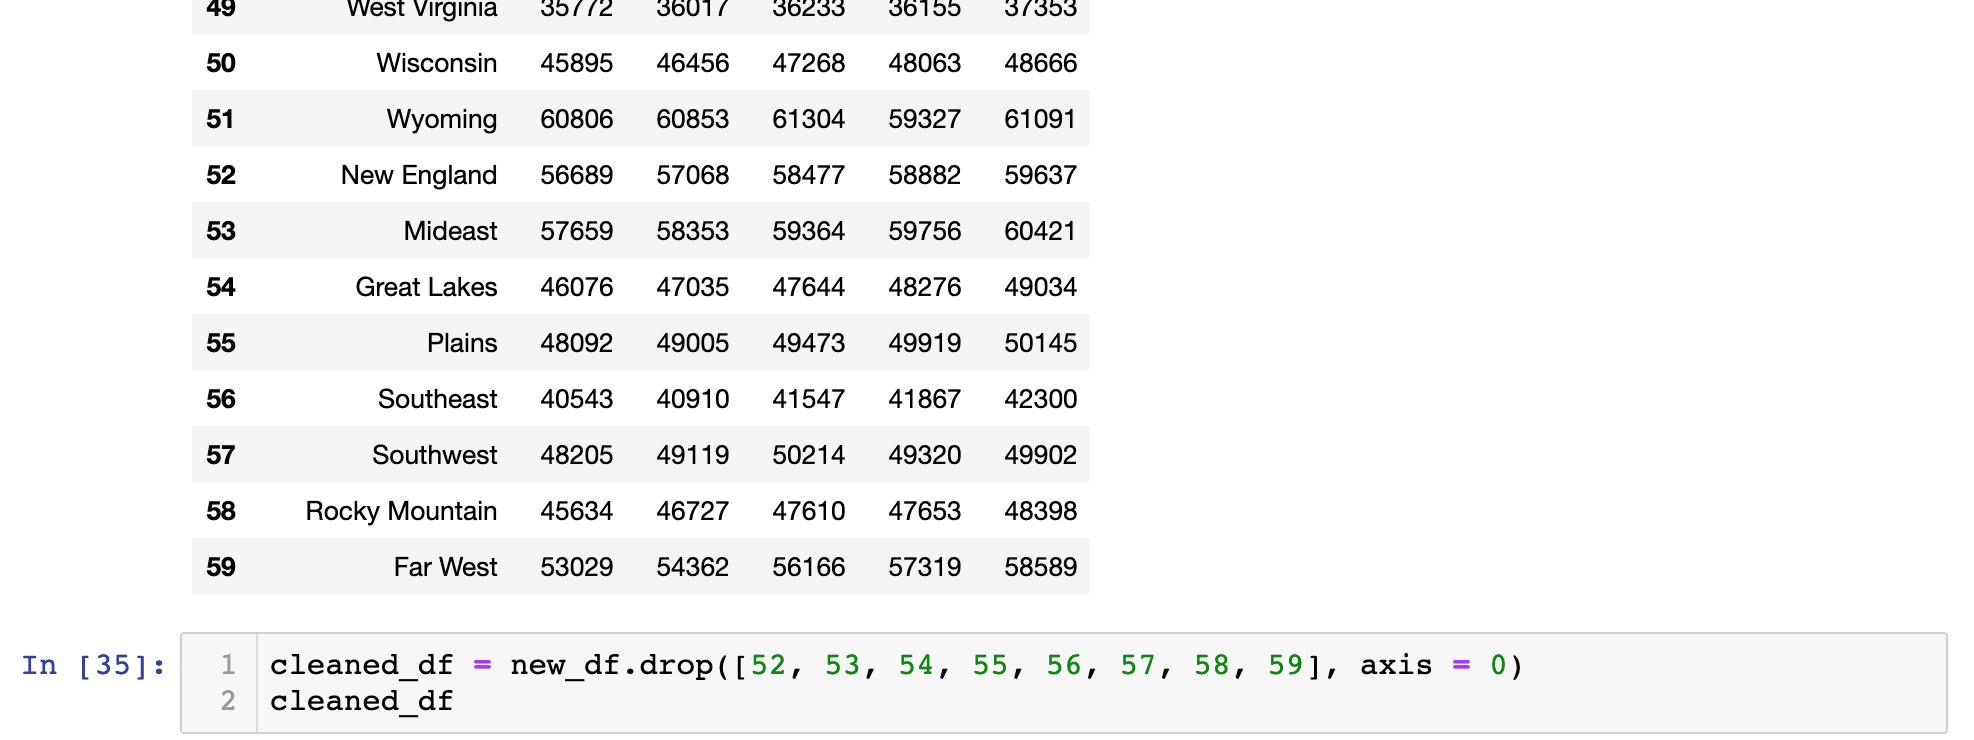 49 West Virginia 35772 36017 36233 36155 37353
50 Wisconsin 45895 46456 47268 48063 48666
51 Wyoming 60806 60853 61304 59327 61091
52 New England 56689 57068 58477 58882 59637
53 Mideast 57659 58353 59364 59756 60421
54 Great Lakes 46076 47035 47644 48276 49034
55 Plains 48092 49005 49473 49919 50145
56 Southeast 40543 40910 41547 41867 42300
57 Southwest 48205 49119 50214 49320 49902
58 Rocky Mountain 45634 46727 47610 47653 48398
59 Far West 53029 54362 56166 57319 58589
In [35]: 1 cleaned_df = new_df.drop([52, 53, 54, 55, 56, 57, 58, 59], axis = 0)
2 cleaned_df